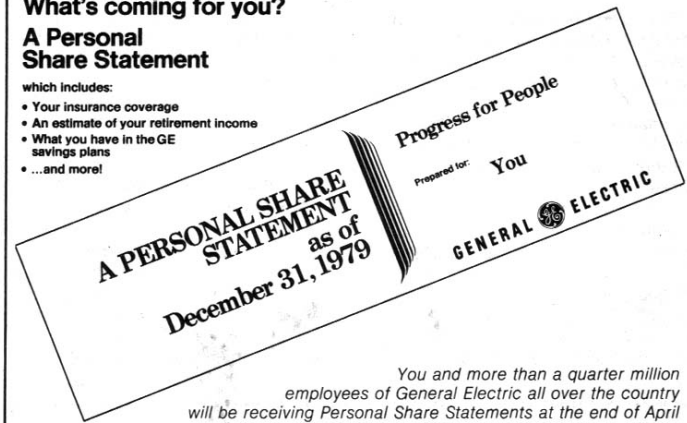 What's coming for you?
A Personal
Share Statement
which includes:
• Your insurance coverage
• An estimate of your retirement income
• What you have in the GE
savings plans
• ...and more!
A PERSONAL SHARE
STATEMENT
as of
December 31, 1979
Progress for People
Prepared for: You
GENERAL GE ELECTRIC
You and more than a quarter million
employees of General Electric all over the country
will be receiving Personal Share Statements at the end of April